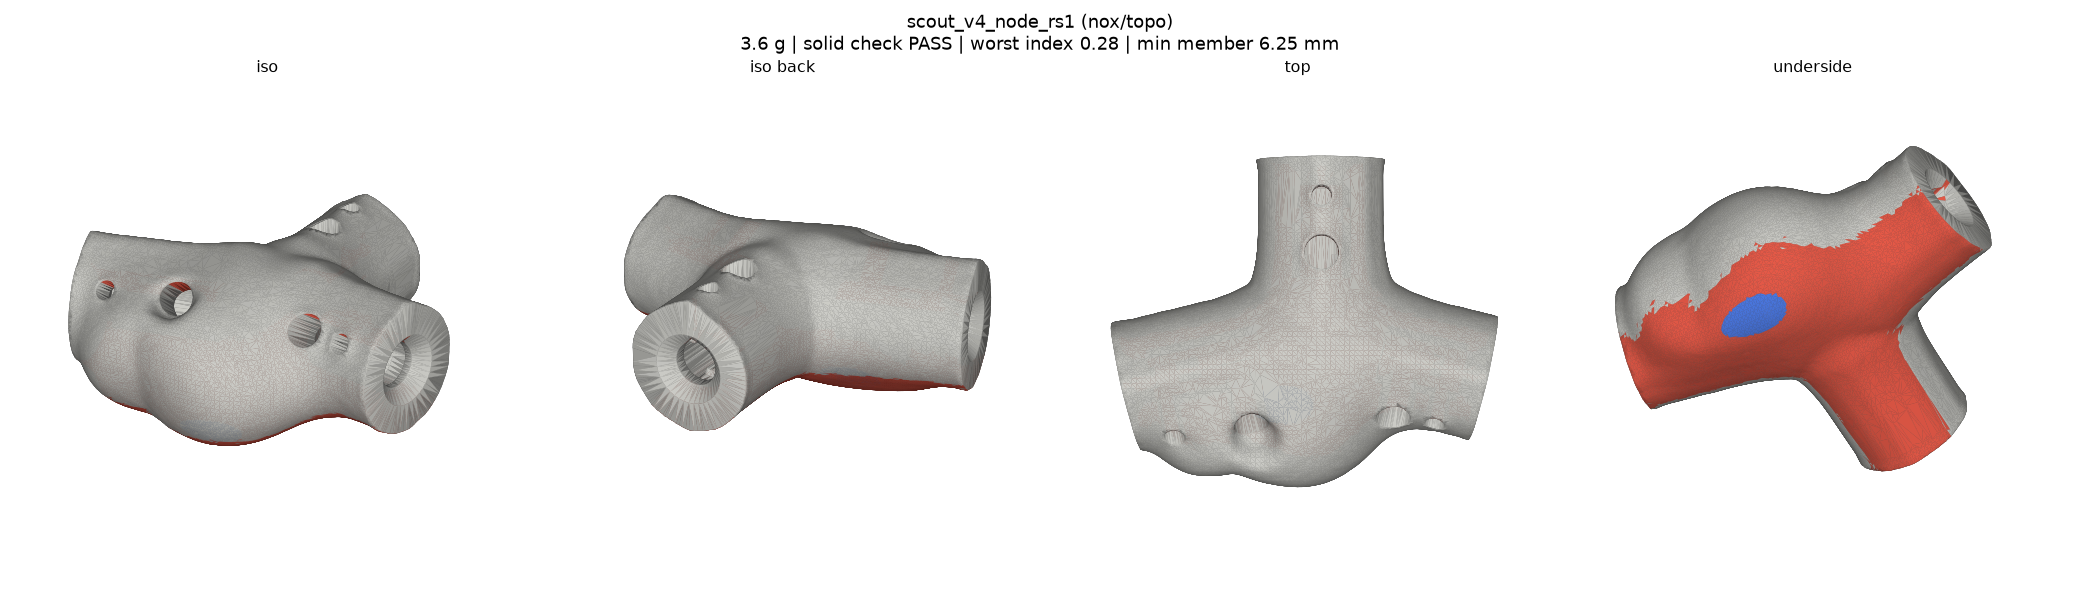 scout_v4_node_rs1 (nox/topo)
3.6 g | solid check PASS | worst index 0.28 | min member 6.25 mm
iso
iso back
top
underside